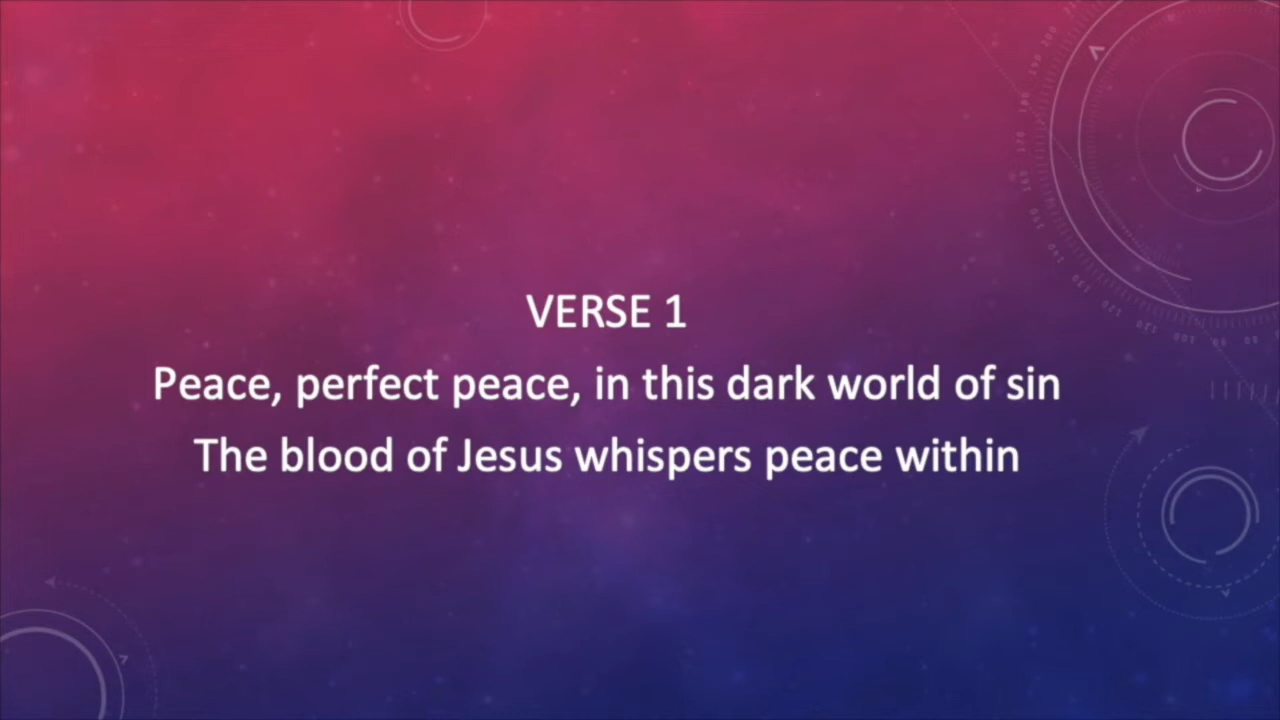 VERSE 1
Peace, perfect peace, in this dark world of sin
The blood of Jesus whispers peace within